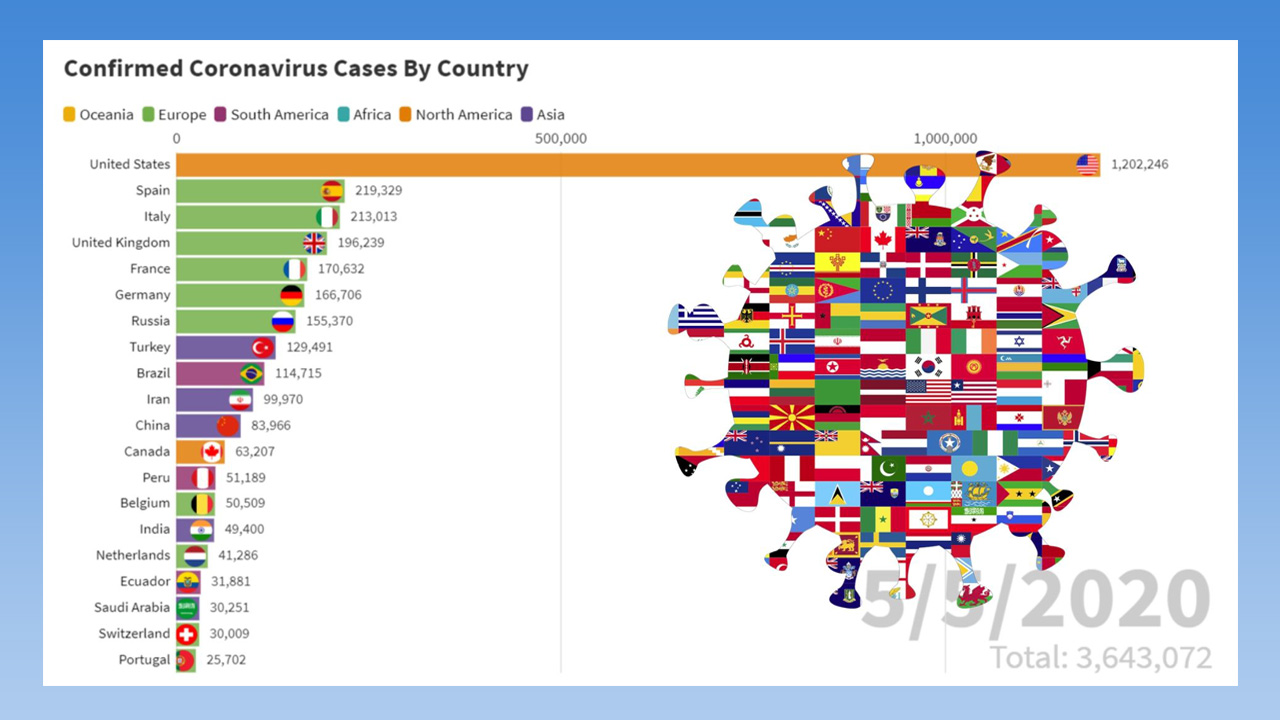 Confirmed Coronavirus Cases By Country
Oceania Europe South America Africa North America Asia
0 500,000 1,000,000
United States 1,202,246
Spain 219,329
Italy 213,013
United Kingdom 196,239
France 170,632
Germany 166,706
Russia 155,370
Turkey 129,491
Brazil 114,715
Iran 99,970
China 83,966
Canada 63,207
Peru 51,189
Belgium 50,509
India 49,400
Netherlands 41,286
Ecuador 31,881
Saudi Arabia 30,251
Switzerland 30,009
Portugal 25,702
5/5/2020
Total: 3,643,072